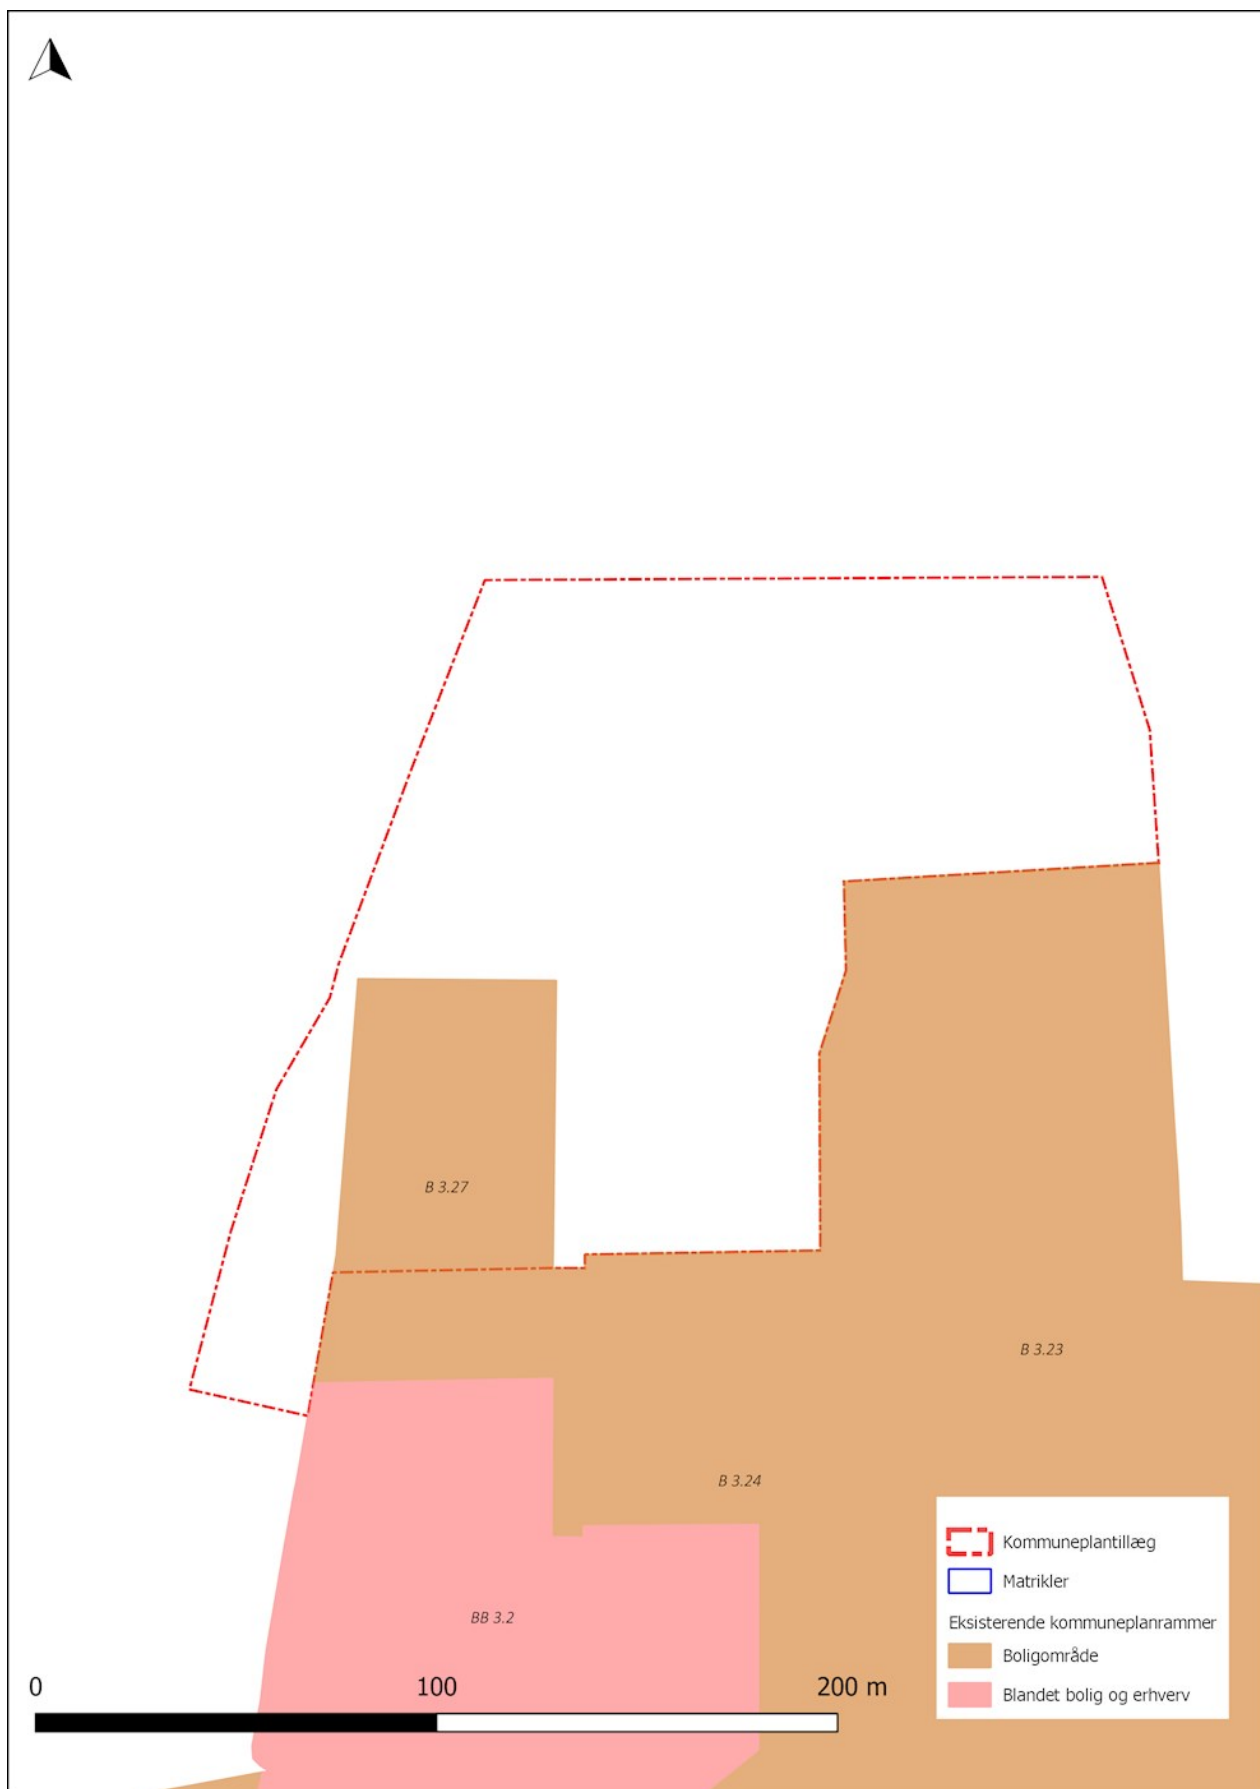 B 3.27
B 3.23
B 3.24
BB 3.2
0 100 200 m
Kommuneplantillæg
Matrikler
Eksisterende kommuneplanrammer
Boligområde
Blandet bolig og erhverv